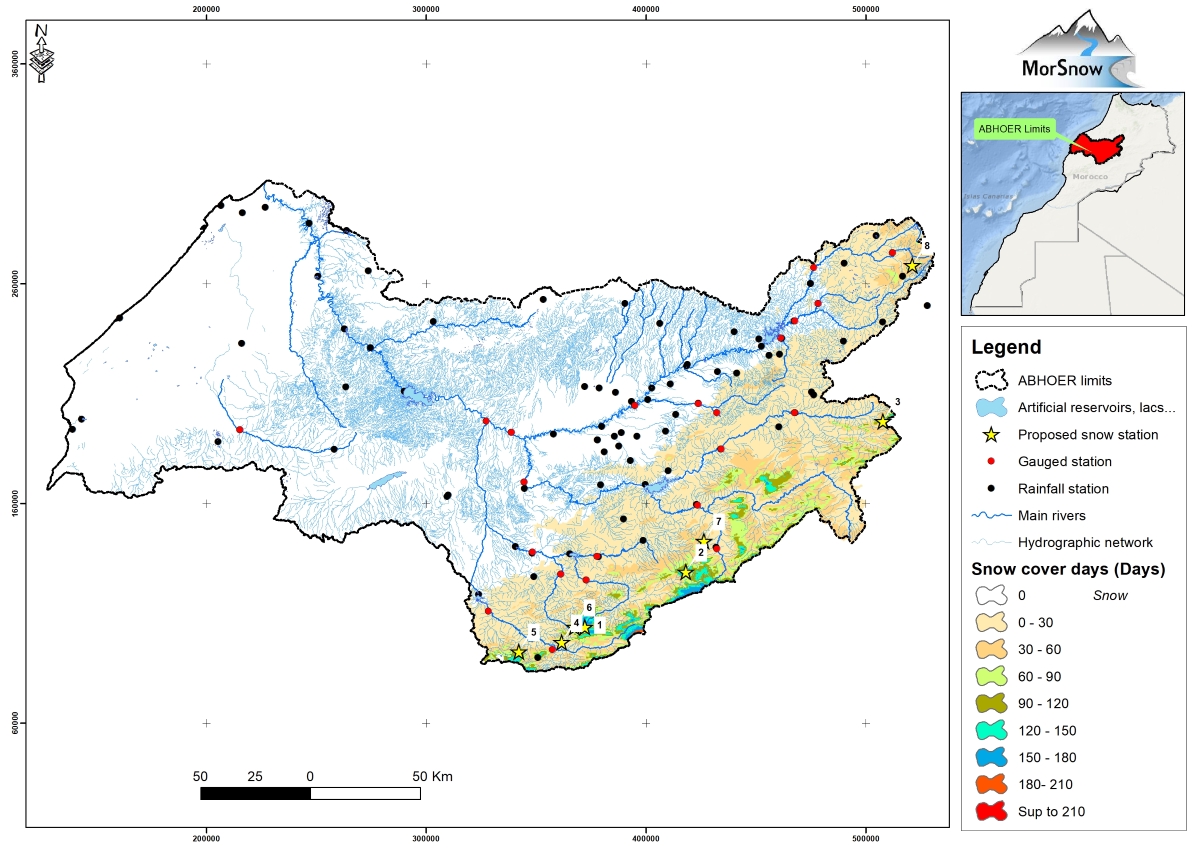 200000 300000 400000 500000
N
360000
260000
160000
60000
8
3
7
2
6
4
1
5
50 25 0 50 Km
200000 300000 400000 500000
MorSnow
ABHOER Limits
Morocco
Islas Canarias
Legend
ABHOER limits
Artificial reservoirs, lacs...
Proposed snow station
Gauged station
Rainfall station
Main rivers
Hydrographic network
Snow cover days (Days)
0 Snow
0 - 30
30 - 60
60 - 90
90 - 120
120 - 150
150 - 180
180- 210
Sup to 210